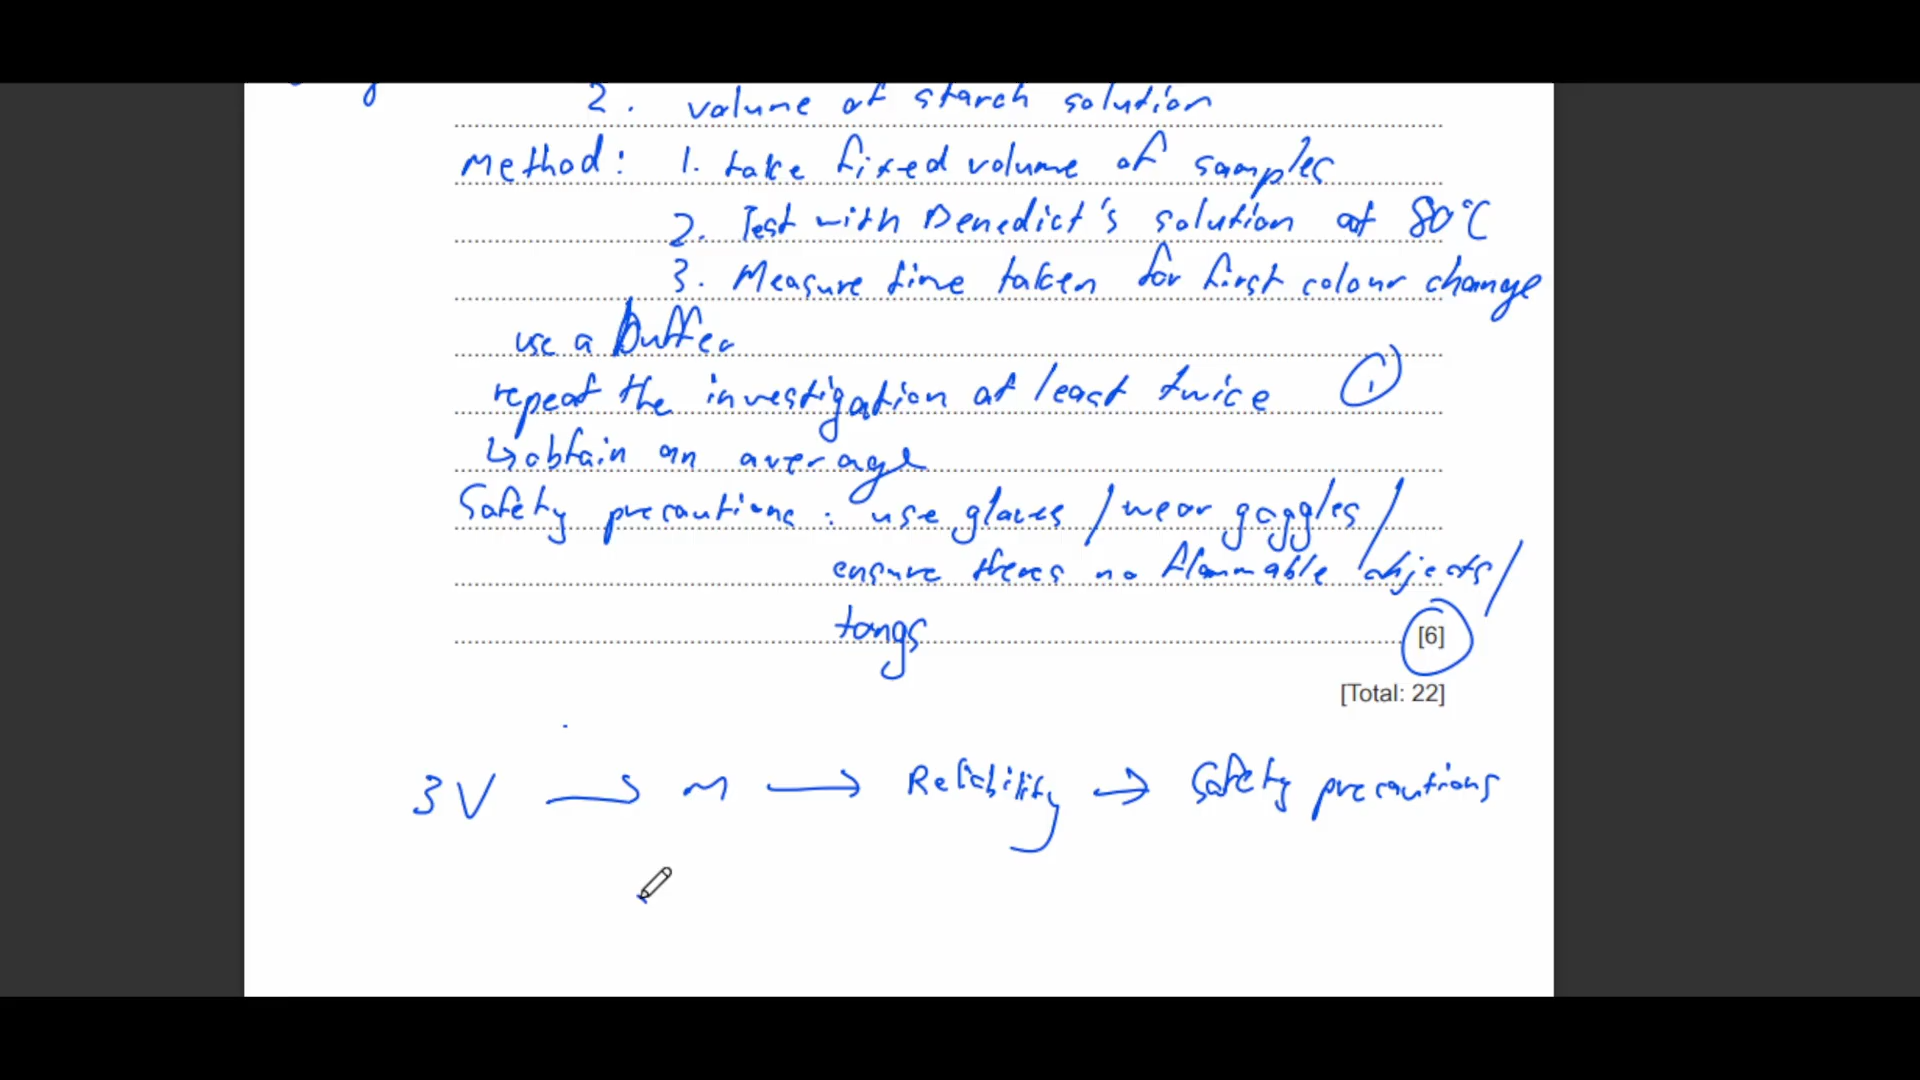 2. volume of starch solution
Method: 1. take fixed volume of samples
2. Test with Benedict's solution at 80°C
3. Measure time taken for first colour change
use a buffer
repeat the investigation at least twice 1
↳obtain an average
Safety precautions: use gloves / wear goggles /
ensure theres no flammable objects /
tongs [6]
[Total: 22]
3V → M → Reliability → Safety precautions